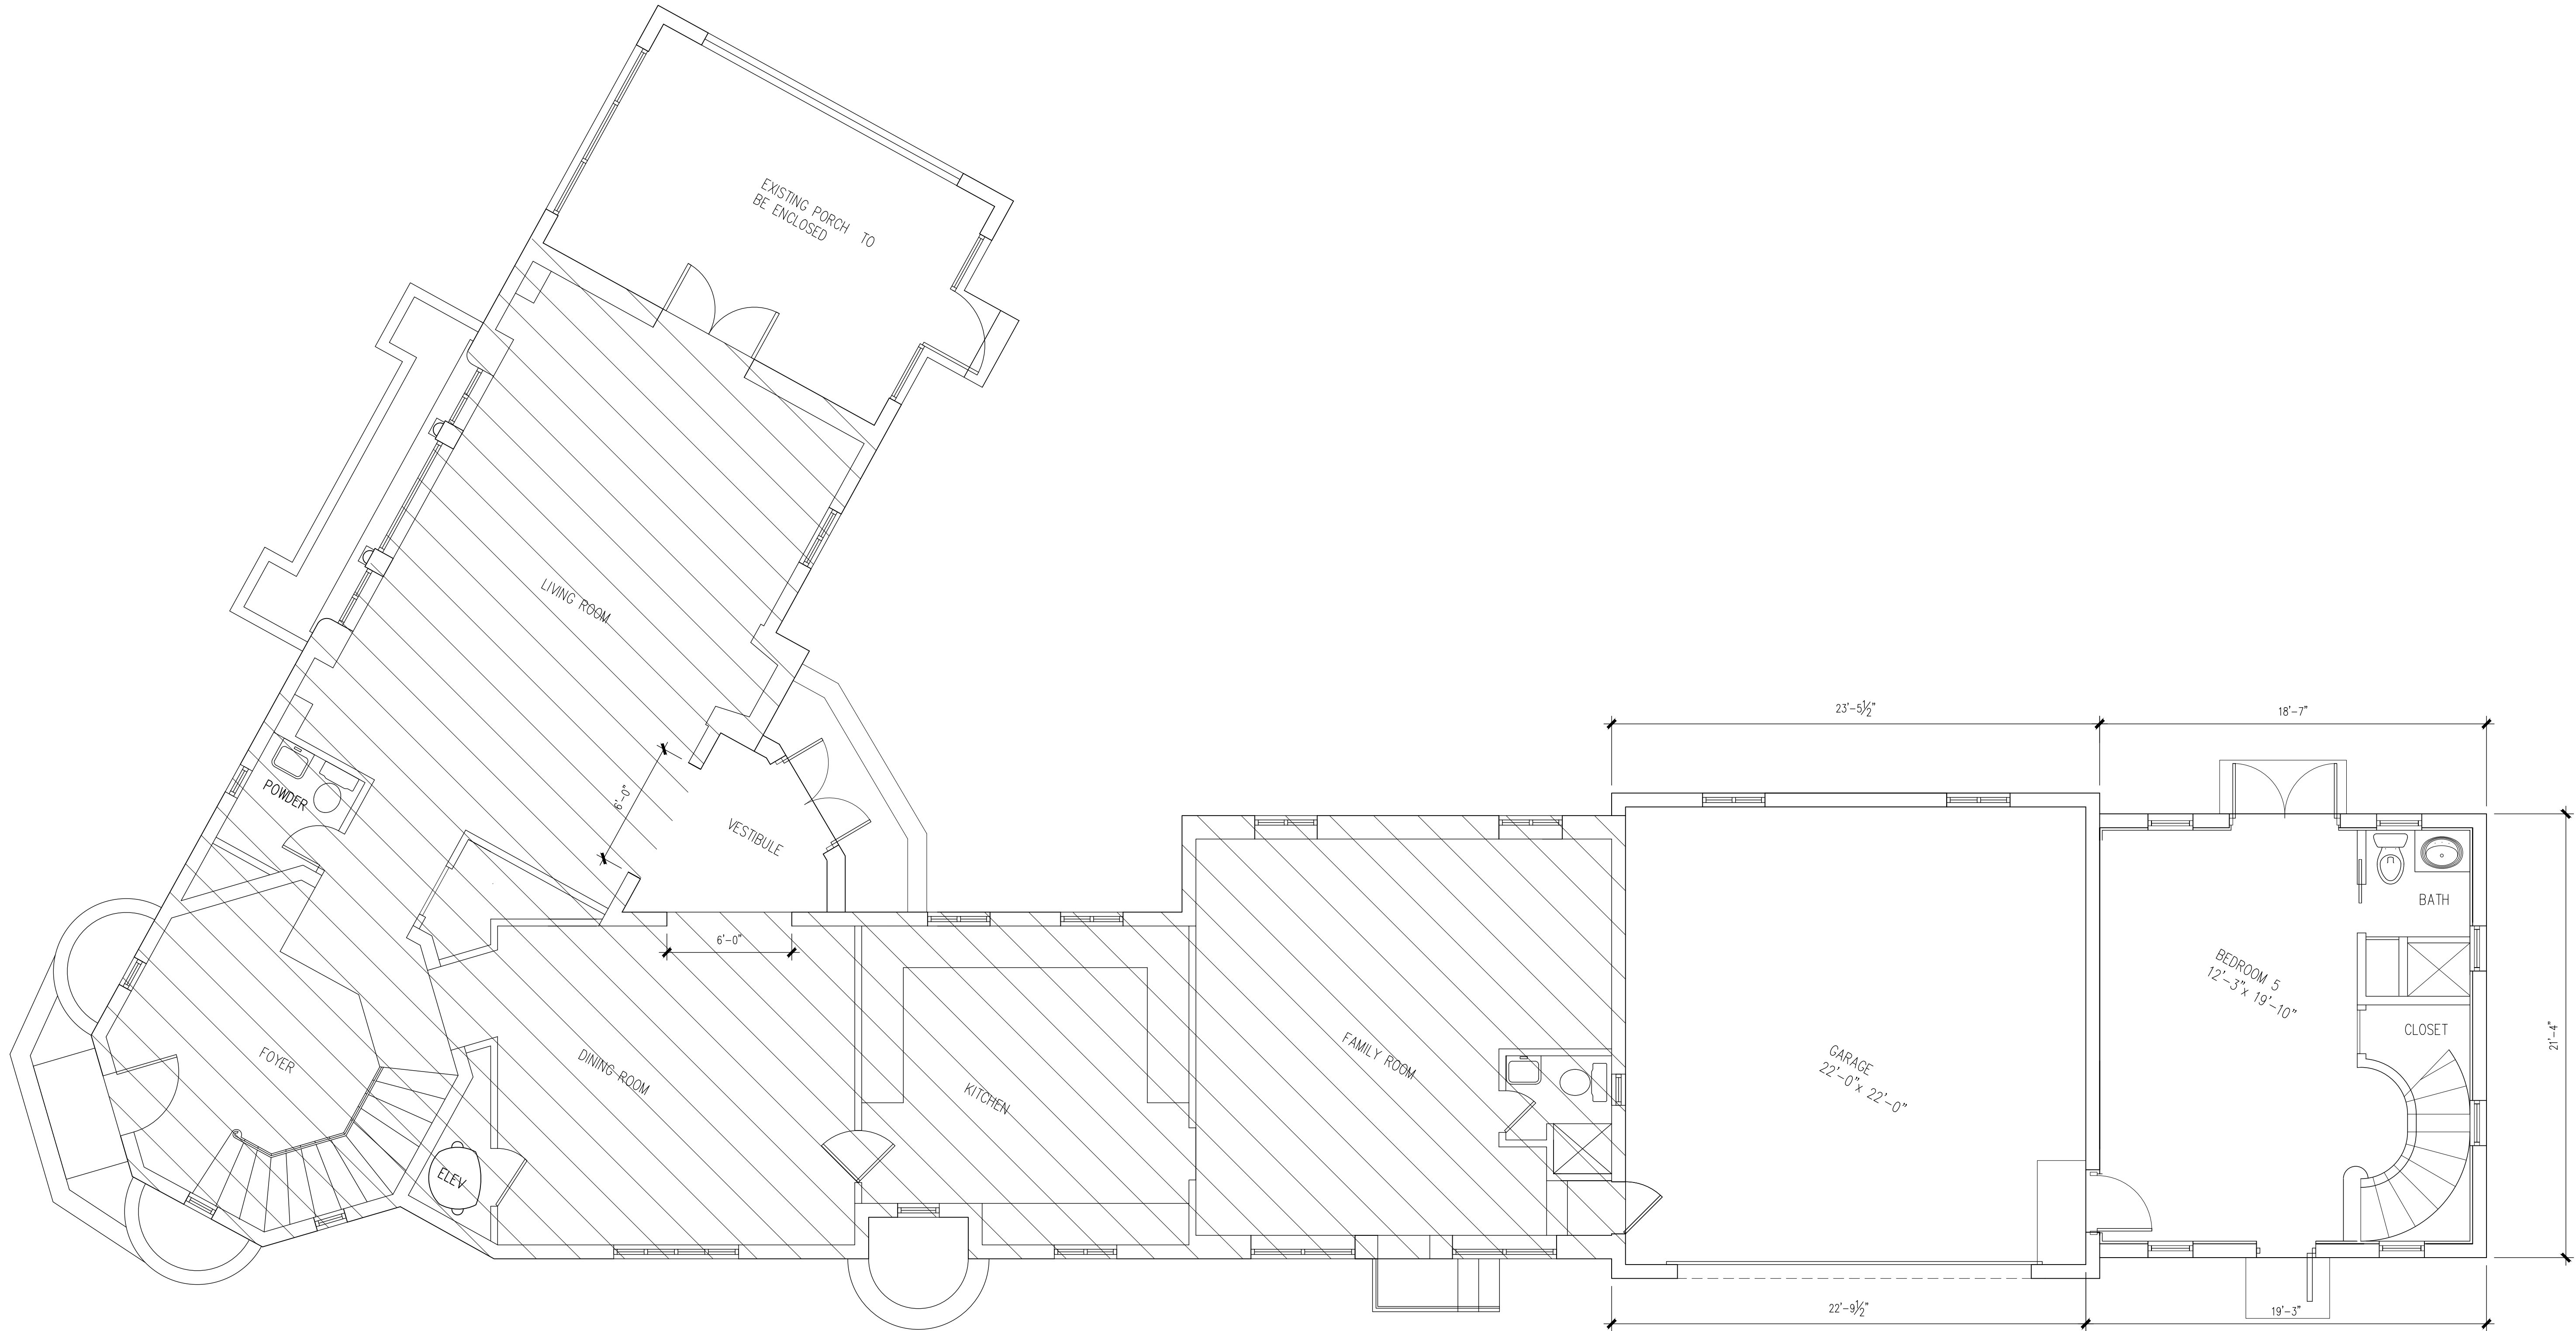 EXISTING PORCH TO
BE ENCLOSED
LIVING ROOM
23'-5½"
18'-7"
6'-0"
POWDER
VESTIBULE
6'-0"
BATH
BEDROOM 5
12'-3"x 19'-10"
CLOSET
21'-4"
FOYER
DINING ROOM
KITCHEN
FAMILY ROOM
GARAGE
22'-0"x 22'-0"
ELEV
22'-9½"
19'-3"